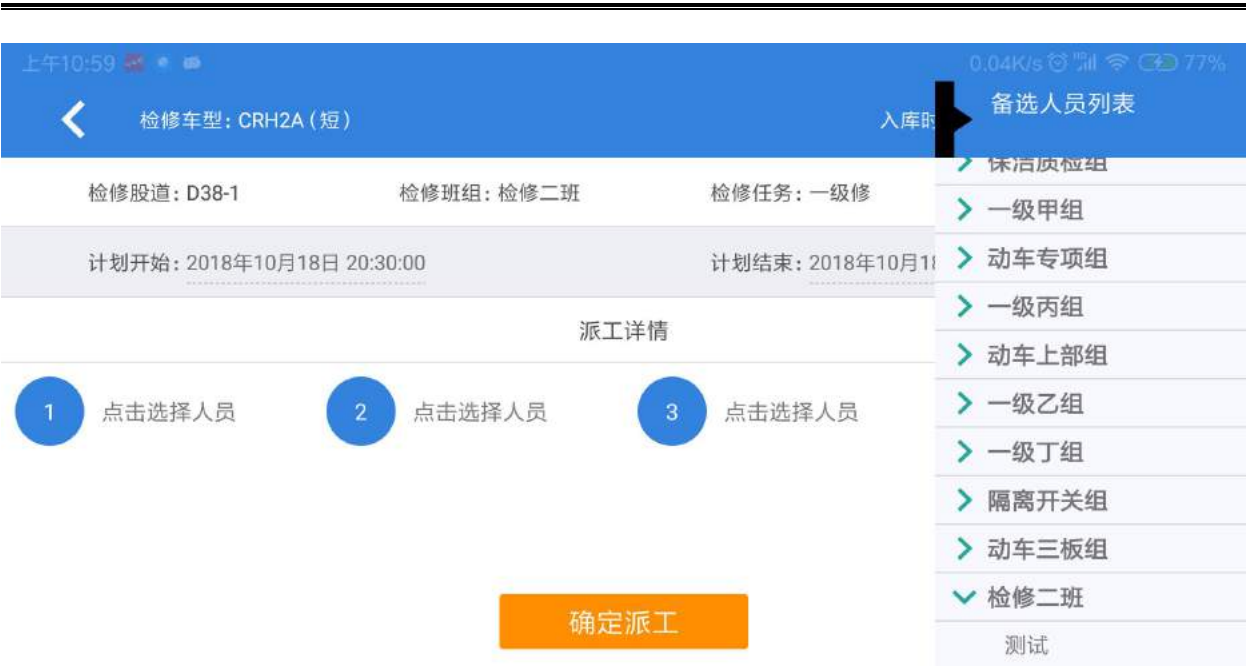 上午10:59
0.04K/s 77%
检修车型: CRH2A (短)
入库时
备选人员列表
保洁质检组
检修股道: D38-1
检修班组: 检修二班
检修任务: 一级修
一级甲组
计划开始: 2018年10月18日 20:30:00
计划结束: 2018年10月1
动车专项组
一级丙组
派工详情
动车上部组
1 点击选择人员
2 点击选择人员
3 点击选择人员
一级乙组
一级丁组
隔离开关组
动车三板组
检修二班
确定派工
测试